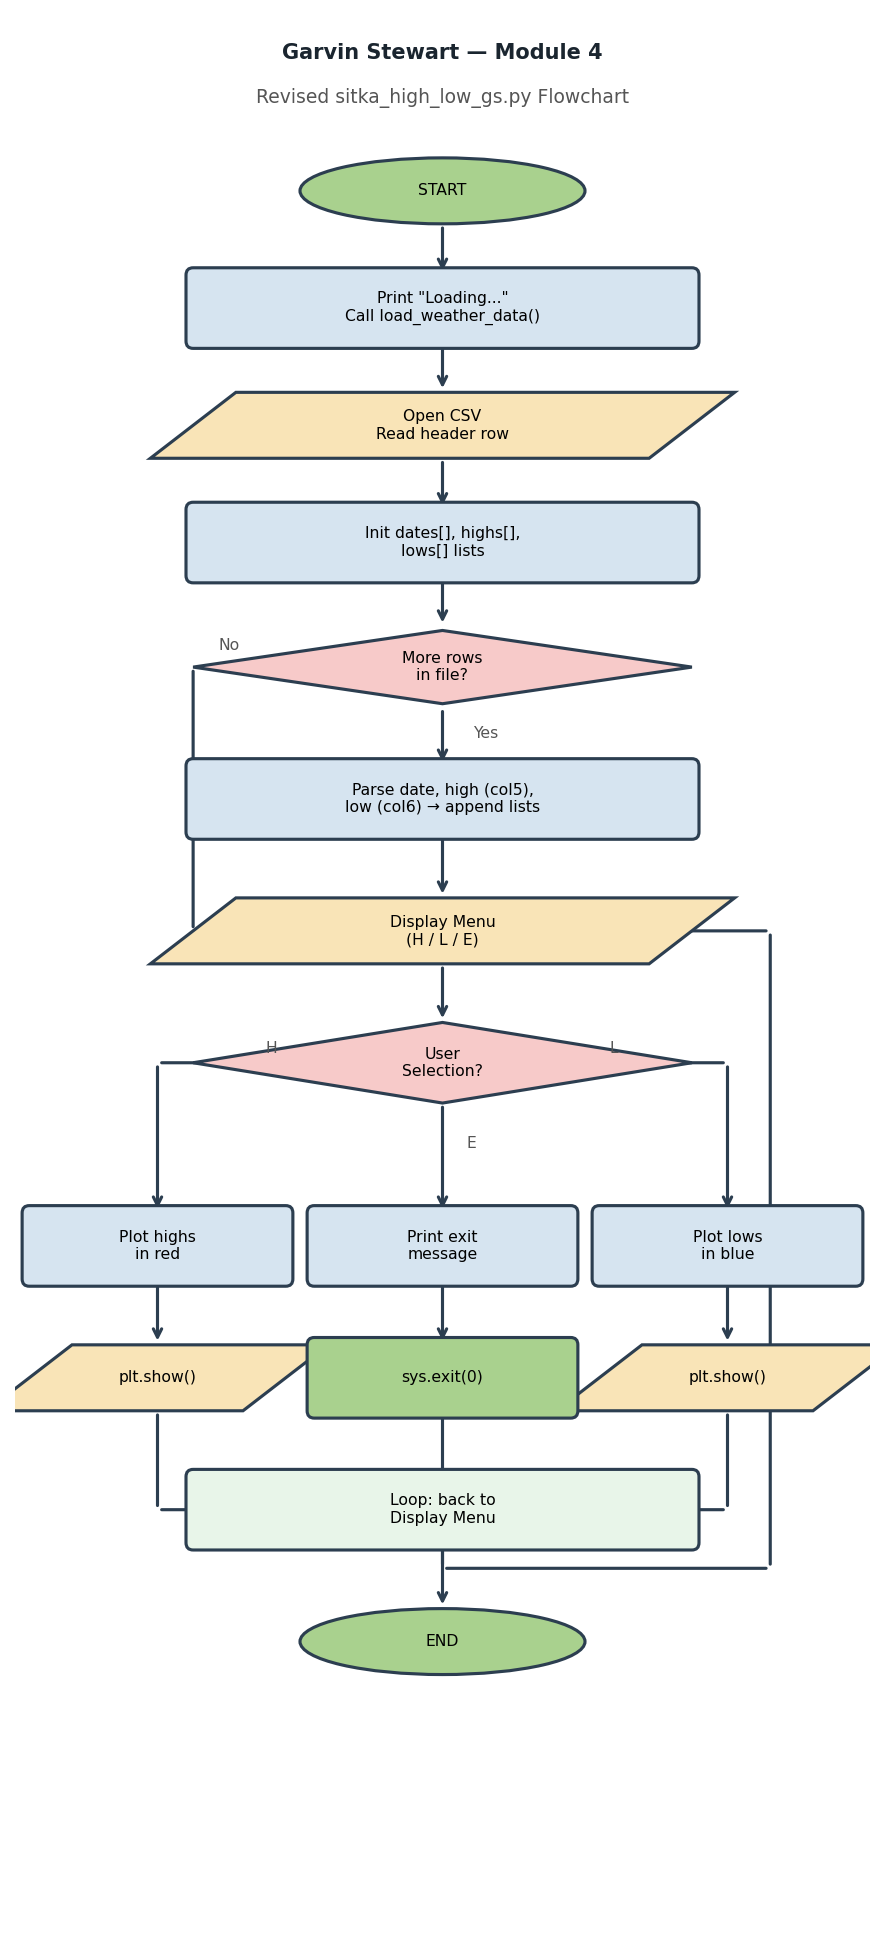 Garvin Stewart — Module 4
Revised sitka_high_low_gs.py Flowchart
START
Print "Loading..."
Call load_weather_data()
Open CSV
Read header row
Init dates[], highs[],
lows[] lists
No
More rows
in file?
Yes
Parse date, high (col5),
low (col6) → append lists
Display Menu
(H / L / E)
H
User
Selection?
L
E
Plot highs
in red
Print exit
message
Plot lows
in blue
plt.show()
sys.exit(0)
plt.show()
Loop: back to
Display Menu
END